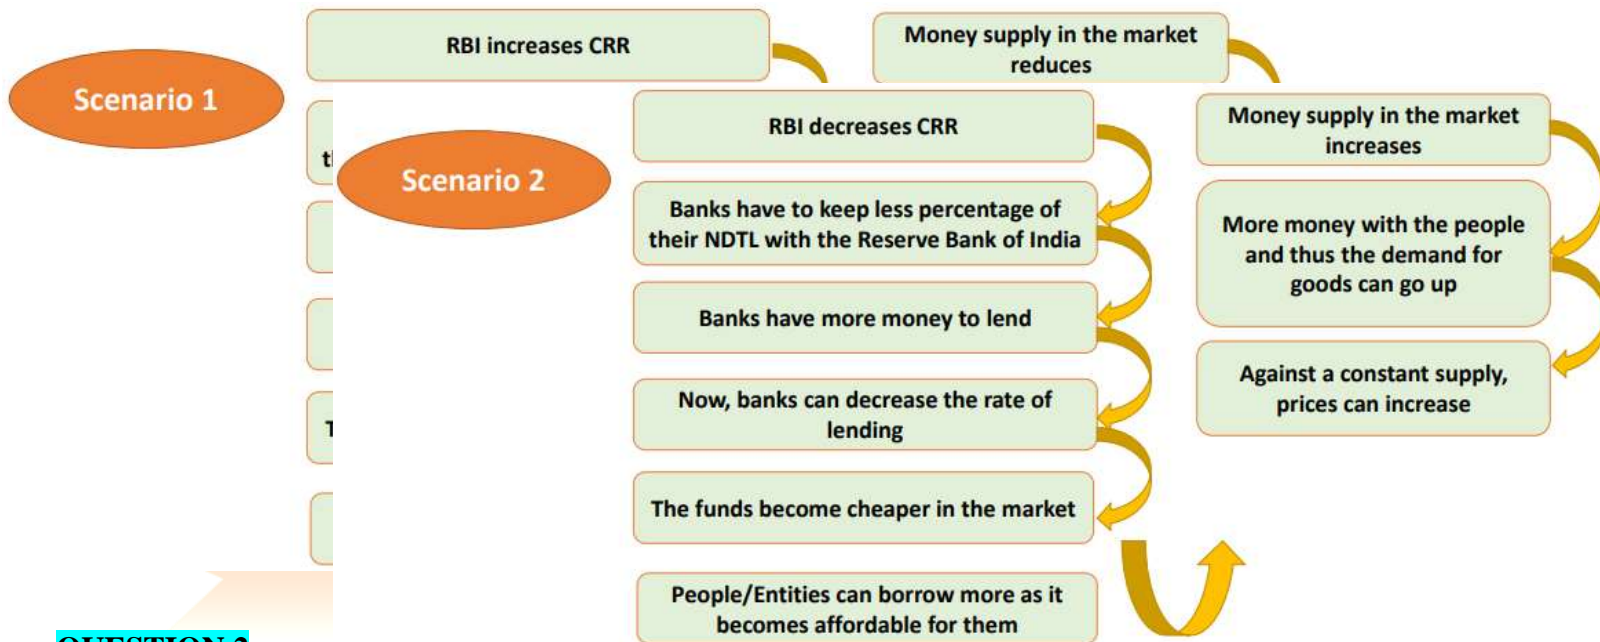 Scenario 1
RBI increases CRR
Money supply in the market
reduces
Scenario 2
RBI decreases CRR
Banks have to keep less percentage of
their NDTL with the Reserve Bank of India
Banks have more money to lend
Now, banks can decrease the rate of
lending
The funds become cheaper in the market
People/Entities can borrow more as it
becomes affordable for them
Money supply in the market
increases
More money with the people
and thus the demand for
goods can go up
Against a constant supply,
prices can increase
QUESTION 2